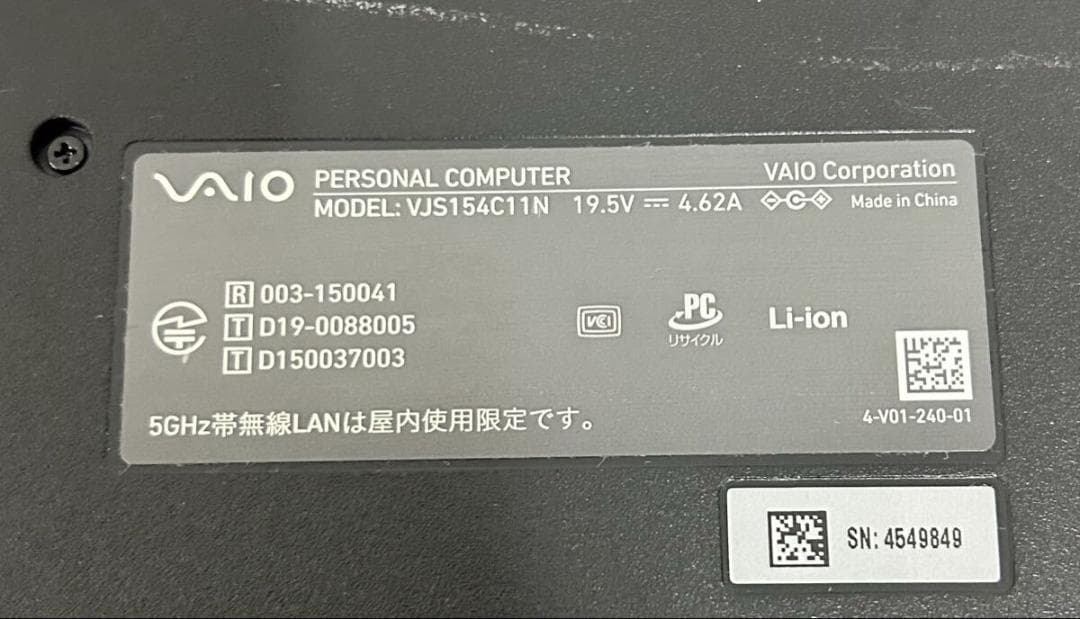 VAIO PERSONAL COMPUTER VAIO Corporation
MODEL: VJS154C11N 19.5V 4.62A Made in China
R 003-150041
T D19-0088005
T D150037003
VCI
PC
リサイクル
Li-ion
4-V01-240-01
5GHz帯無線LANは屋内使用限定です。
SN: 4549849